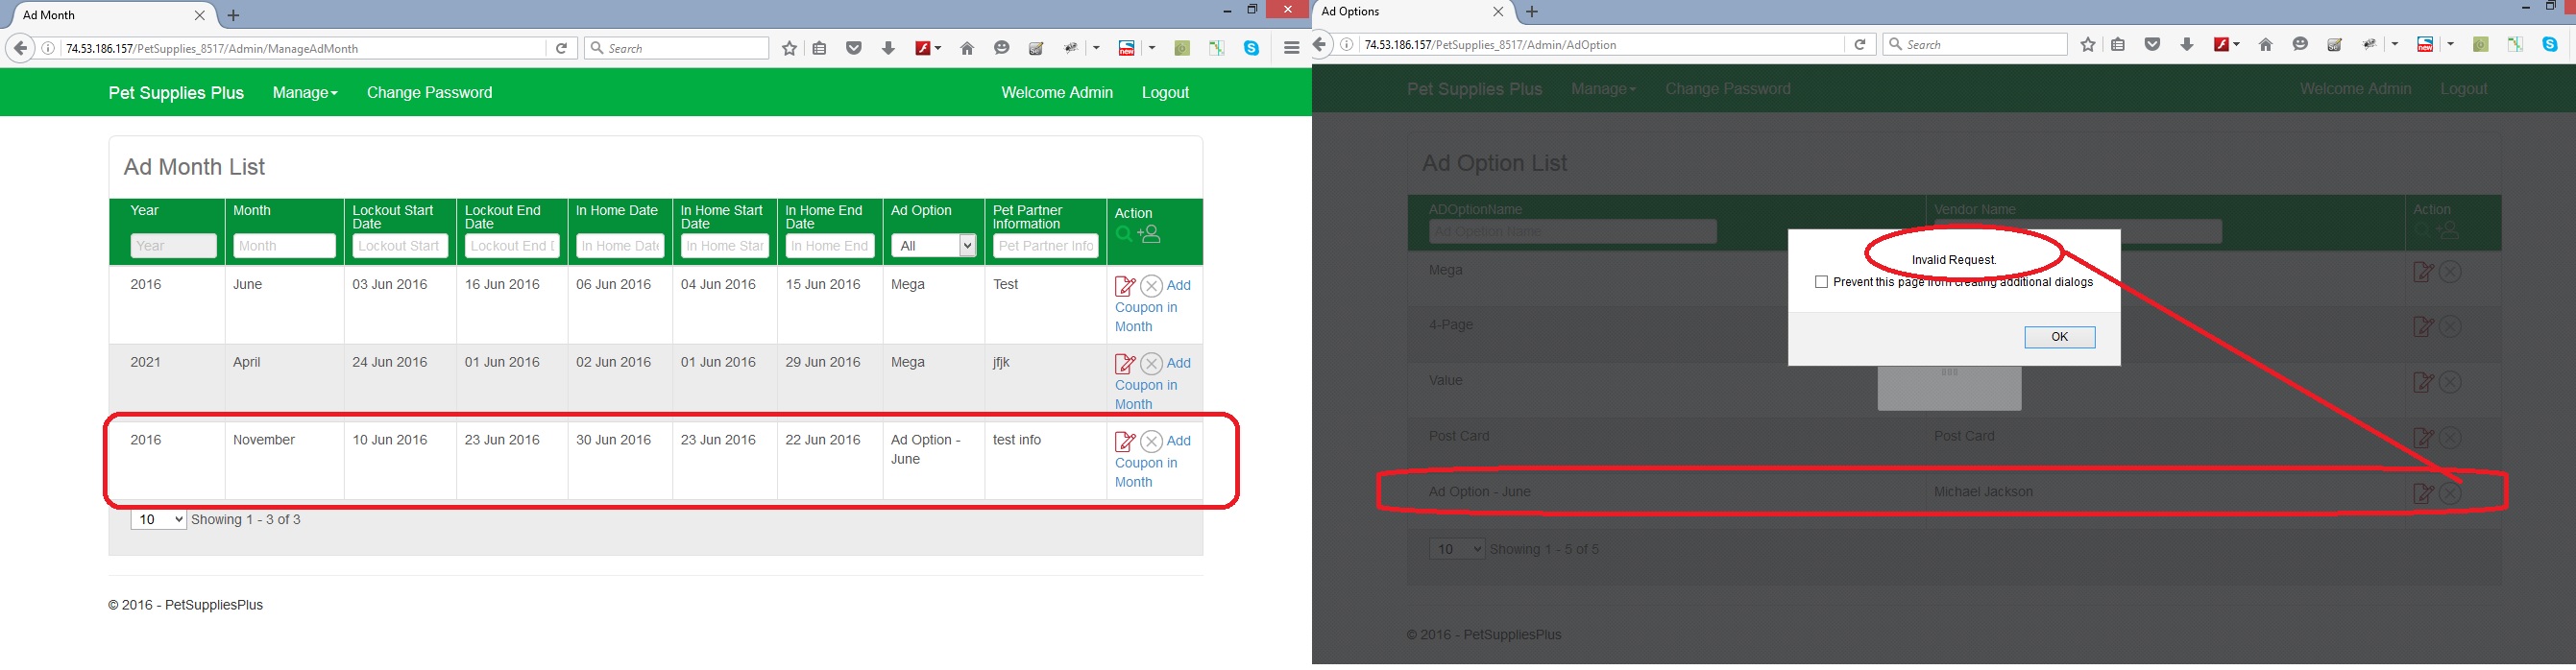 Ad Month
74.53.186.157/PetSupplies_8517/Admin/ManageAdMonth
Search
new
Pet Supplies Plus Manage Change Password Welcome Admin Logout
Ad Month List
Year Month Lockout Start Date Lockout End Date In Home Date In Home Start Date In Home End Date Ad Option Pet Partner Information Action
Year Month Lockout Start Lockout End D In Home Date In Home Star In Home End All Pet Partner Info
2016 June 03 Jun 2016 16 Jun 2016 06 Jun 2016 04 Jun 2016 15 Jun 2016 Mega Test Add
Coupon in
Month
2021 April 24 Jun 2016 01 Jun 2016 02 Jun 2016 01 Jun 2016 29 Jun 2016 Mega jfjk Add
Coupon in
Month
2016 November 10 Jun 2016 23 Jun 2016 30 Jun 2016 23 Jun 2016 22 Jun 2016 Ad Option - June test info Add
Coupon in
Month
10 Showing 1 - 3 of 3
© 2016 - PetSuppliesPlus
Ad Options
74.53.186.157/PetSupplies_8517/Admin/AdOption
Search
new
Pet Supplies Plus Manage Change Password Welcome Admin Logout
Ad Option List
ADOptionName Vendor Name Action
Ad Opetion Name
Invalid Request.
Prevent this page from creating additional dialogs
OK
Mega
4-Page
Value
Post Card Post Card
Ad Option - June Michael Jackson
10 Showing 1 - 5 of 5
© 2016 - PetSuppliesPlus